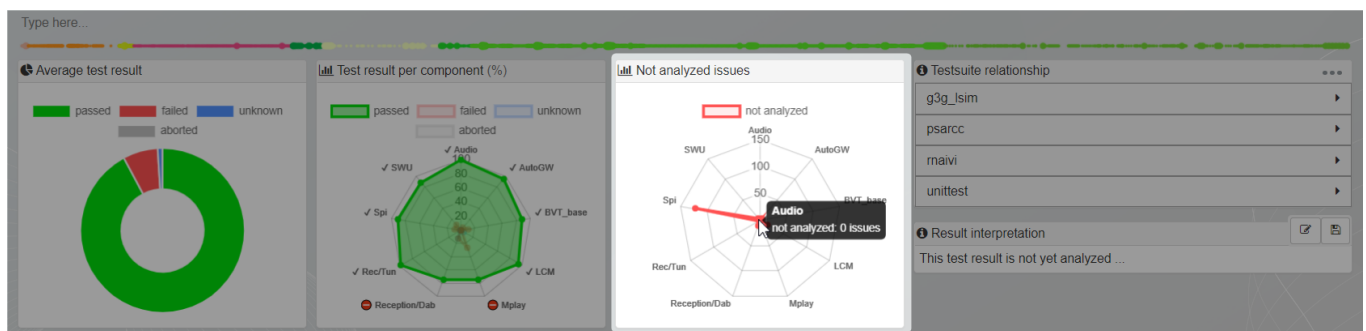 Type here...
Average test result
passed failed unknown
aborted
Test result per component (%)
passed failed unknown
aborted
✓ Audio
100
✓ SWU
✓ AutoGW
80
60
40
✓ Spi
✓ BVT_base
20
✓ Rec/Tun
✓ LCM
Reception/Dab
Mplay
Not analyzed issues
not analyzed
Audio
150
SWU
AutoGW
100
50
Spi
BVT_base
Audio
not analyzed: 0 issues
Rec/Tun
LCM
Reception/Dab
Mplay
Testsuite relationship
g3g_lsim
psarcc
rnaivi
unittest
Result interpretation
This test result is not yet analyzed ...